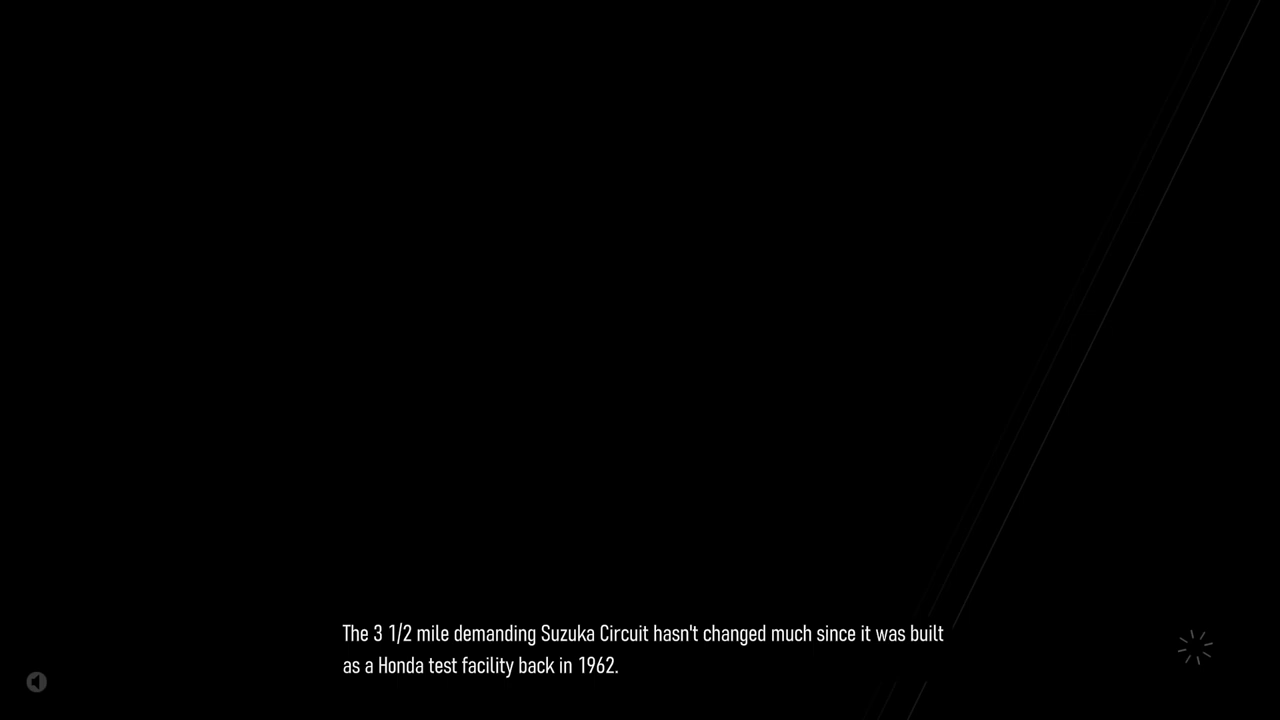 The 3 1/2 mile demanding Suzuka Circuit hasn't changed much since it was built
as a Honda test facility back in 1962.